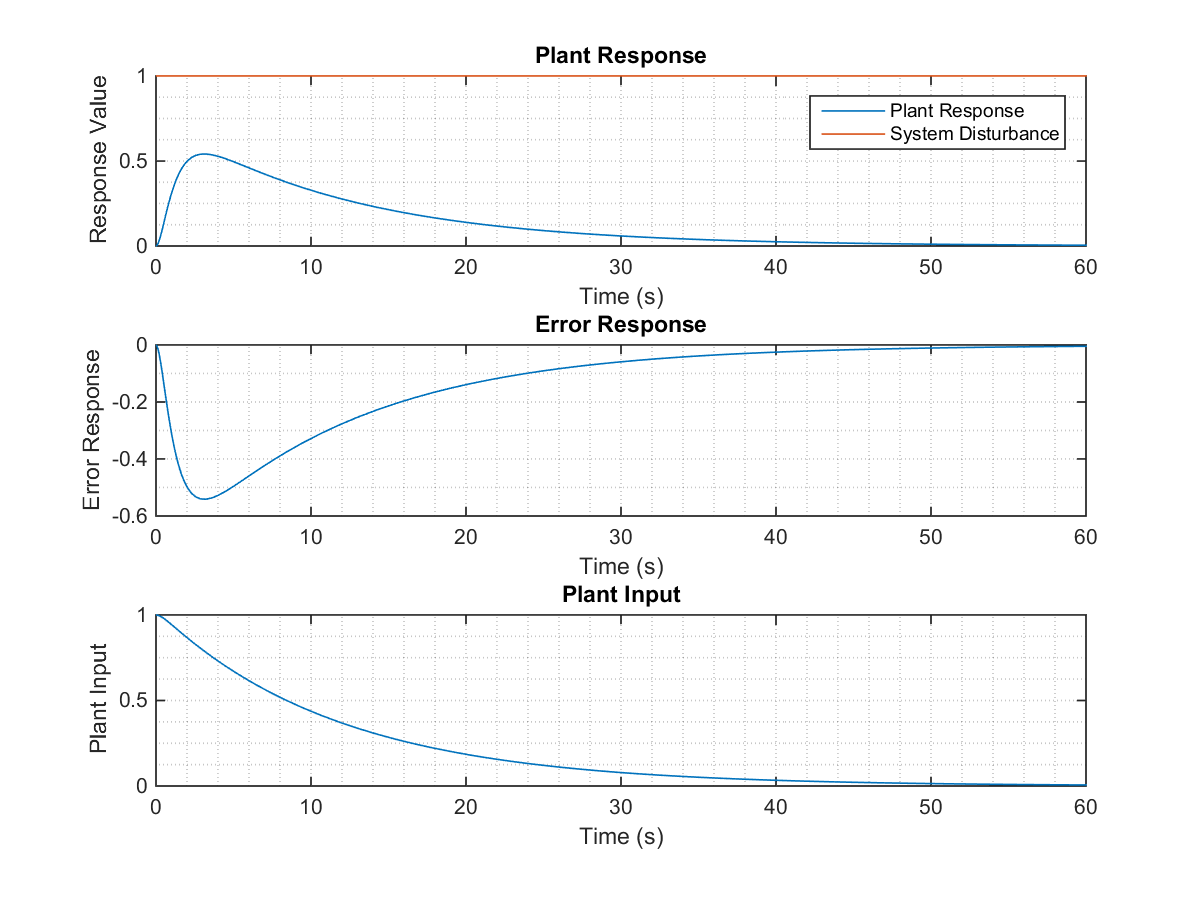 Plant Response
Response Value
1
0.5
0
Plant Response
System Disturbance
0 10 20 30 40 50 60
Time (s)
Error Response
Error Response
0
-0.2
-0.4
-0.6
0 10 20 30 40 50 60
Time (s)
Plant Input
Plant Input
1
0.5
0
0 10 20 30 40 50 60
Time (s)